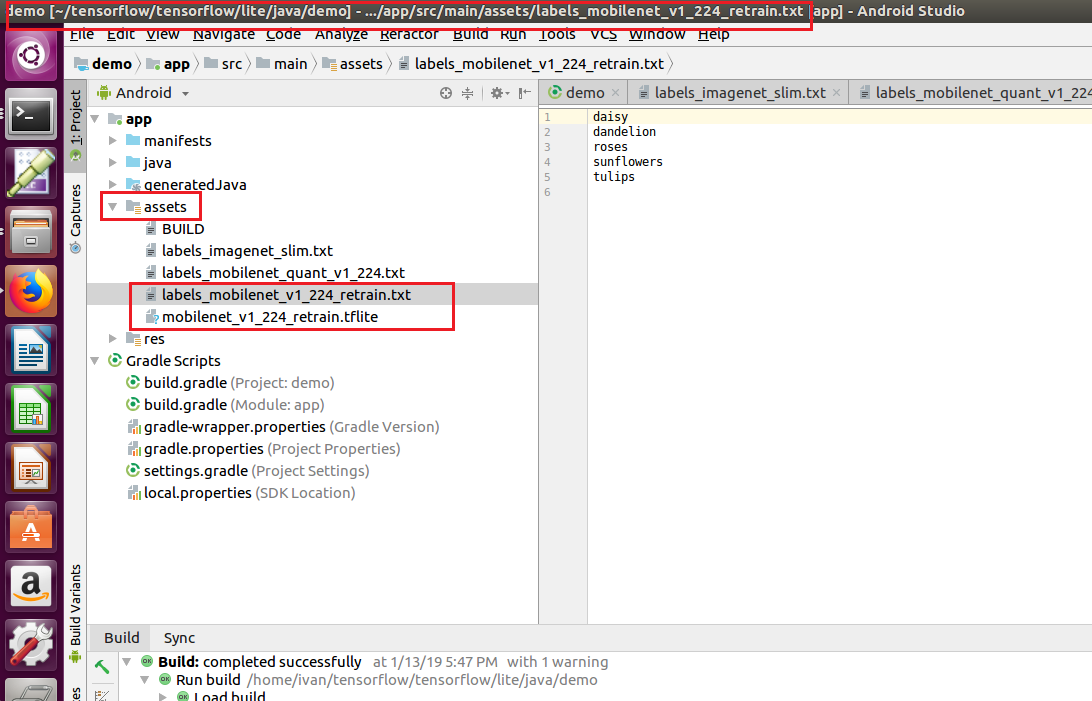 demo [~/tensorflow/tensorflow/lite/java/demo] - .../app/src/main/assets/labels_mobilenet_v1_224_retrain.txt [app] - Android Studio
File Edit View Navigate Code Analyze Refactor Build Run Tools VCS Window Help
demo app src main assets labels_mobilenet_v1_224_retrain.txt
Android
demo labels_imagenet_slim.txt labels_mobilenet_quant_v1_224
1: Project
Captures
Build Variants
app
manifests
java
generatedJava
assets
BUILD
labels_imagenet_slim.txt
labels_mobilenet_quant_v1_224.txt
labels_mobilenet_v1_224_retrain.txt
mobilenet_v1_224_retrain.tflite
res
Gradle Scripts
build.gradle (Project: demo)
build.gradle (Module: app)
gradle-wrapper.properties (Gradle Version)
gradle.properties (Project Properties)
settings.gradle (Project Settings)
local.properties (SDK Location)
1 daisy
2 dandelion
3 roses
4 sunflowers
5 tulips
6
Build Sync
OK Build: completed successfully at 1/13/19 5:47 PM with 1 warning
OK Run build /home/ivan/tensorflow/tensorflow/lite/java/demo
OK Load build